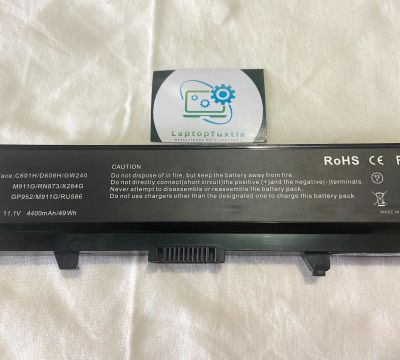 LaptopTuxtla
RoHS CE
CAUTION
Do not dispose of in fire, but keep the battery away from fire.
Do not directly connect(short circuit)the positive (+)and the negative(-)terminals.
Never attempt to disassemble or reassemble the battery pack.
Do not use chargers other than the designated one to charge this battery pack.
lace:C601H/D608H/GW240
M911G/RN873/X284G
GP952/M911G/RU586
11.1V 4400mAh/49Wh
MADE IN